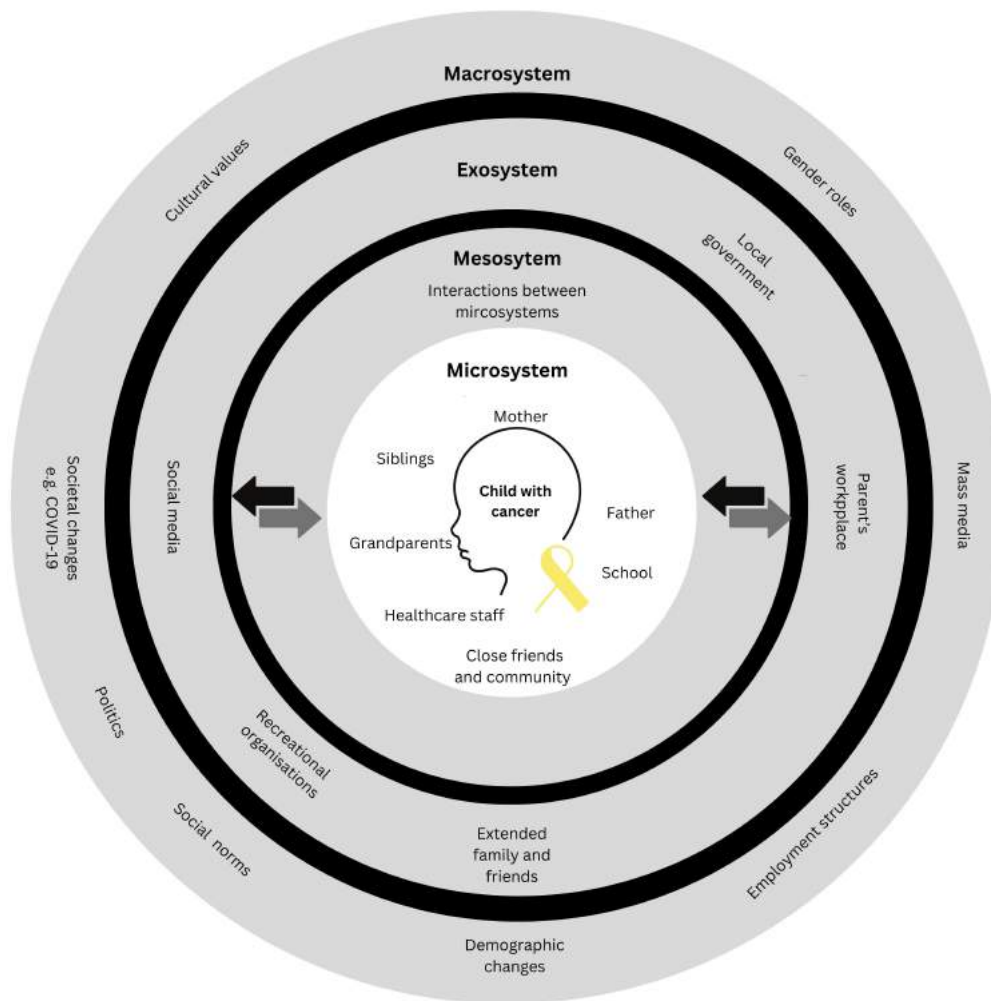 Macrosystem
Cultural values
Gender roles
Exosystem
Local
government
Mesosytem
Interactions between
mircosystems
Microsystem
Mother
Siblings
Child with
cancer
Father
Grandparents
School
Healthcare staff
Close friends
and community
Societal changes
e.g. COVID-19
Social media
Parent's
workpplace
Mass media
Politics
Recreational
organisations
Social norms
Extended
family and
friends
Employment structures
Demographic
changes